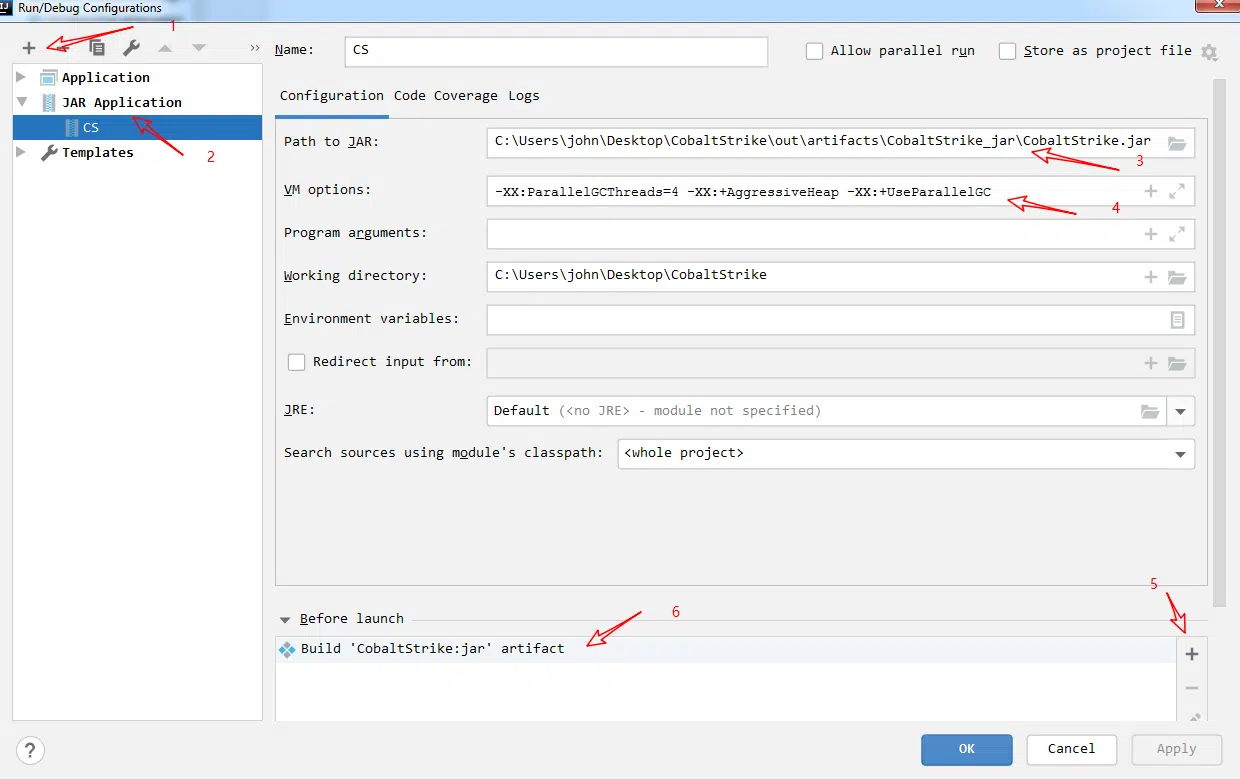 IJ Run/Debug Configurations
1
Name: CS Allow parallel run Store as project file
Application
JAR Application
CS
Templates
2
Configuration Code Coverage Logs
Path to JAR: C:\Users\john\Desktop\CobaltStrike\out\artifacts\CobaltStrike_jar\CobaltStrike.jar
3
VM options: -XX:ParallelGCThreads=4 -XX:+AggressiveHeap -XX:+UseParallelGC
4
Program arguments:
Working directory: C:\Users\john\Desktop\CobaltStrike
Environment variables:
Redirect input from:
JRE: Default (<no JRE> - module not specified)
Search sources using module's classpath: <whole project>
5
Before launch
6
Build 'CobaltStrike:jar' artifact
? OK Cancel Apply